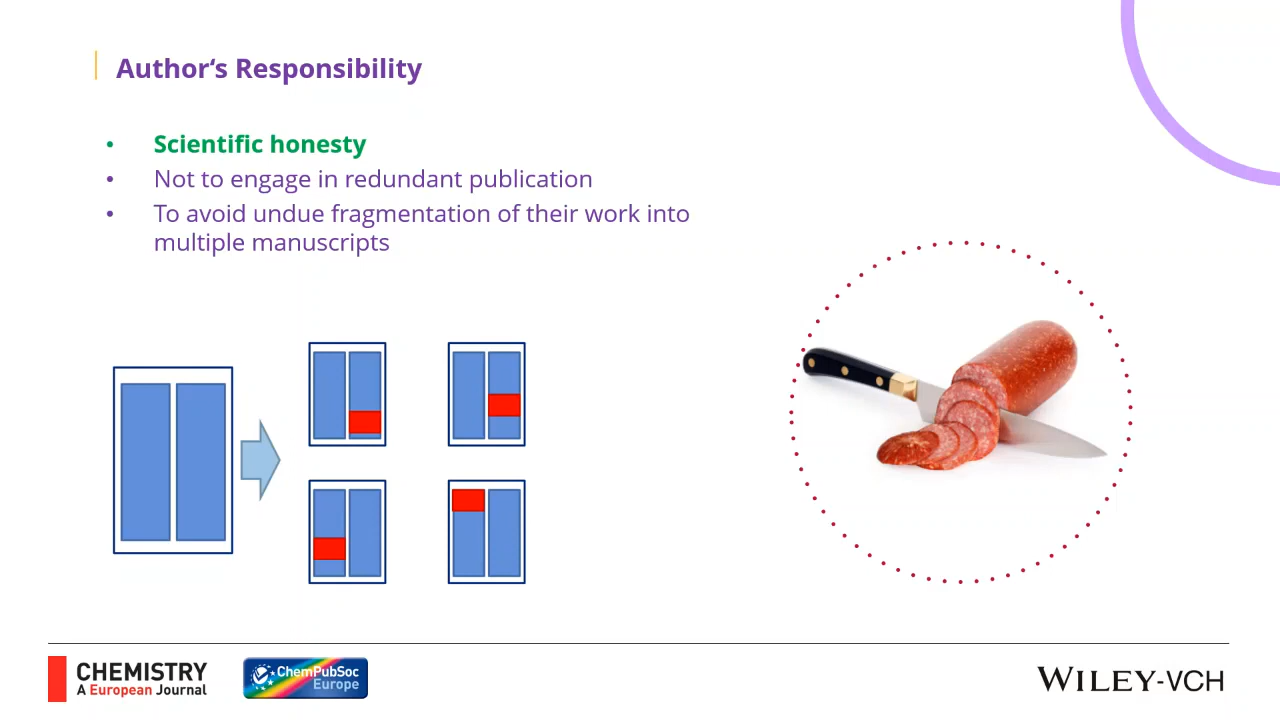 Author‘s Responsibility
• Scientific honesty
• Not to engage in redundant publication
• To avoid undue fragmentation of their work into
multiple manuscripts
CHEMISTRY
A European Journal
ChemPubSoc
Europe
WILEY-VCH